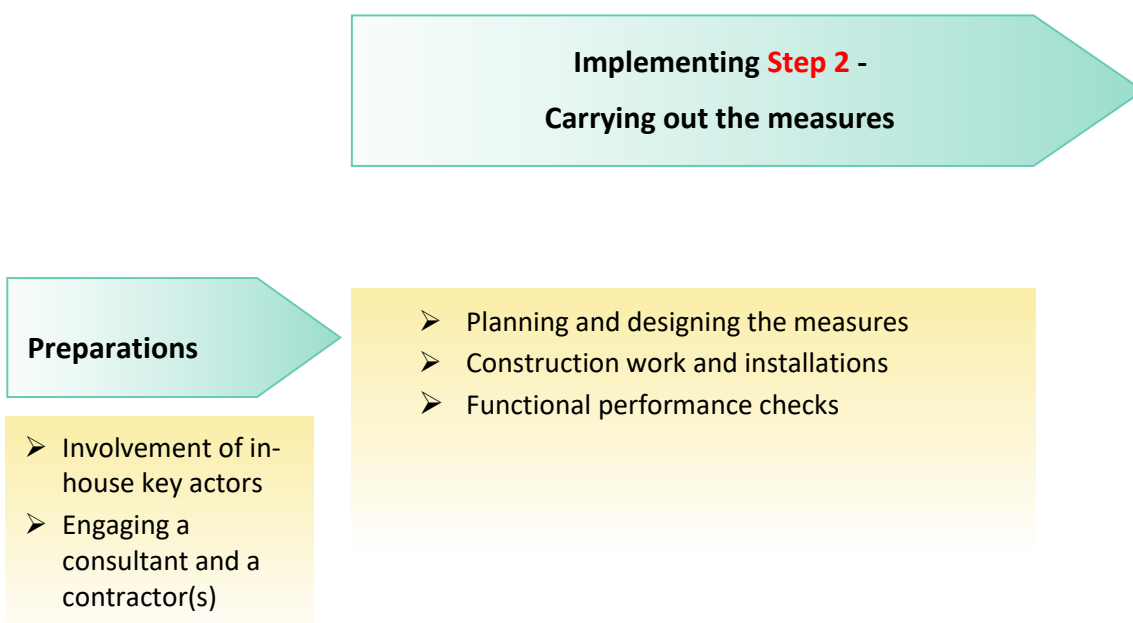 Implementing Step 2 -
Carrying out the measures
Preparations
➢ Involvement of in-
house key actors
➢ Engaging a
consultant and a
contractor(s)
➢ Planning and designing the measures
➢ Construction work and installations
➢ Functional performance checks